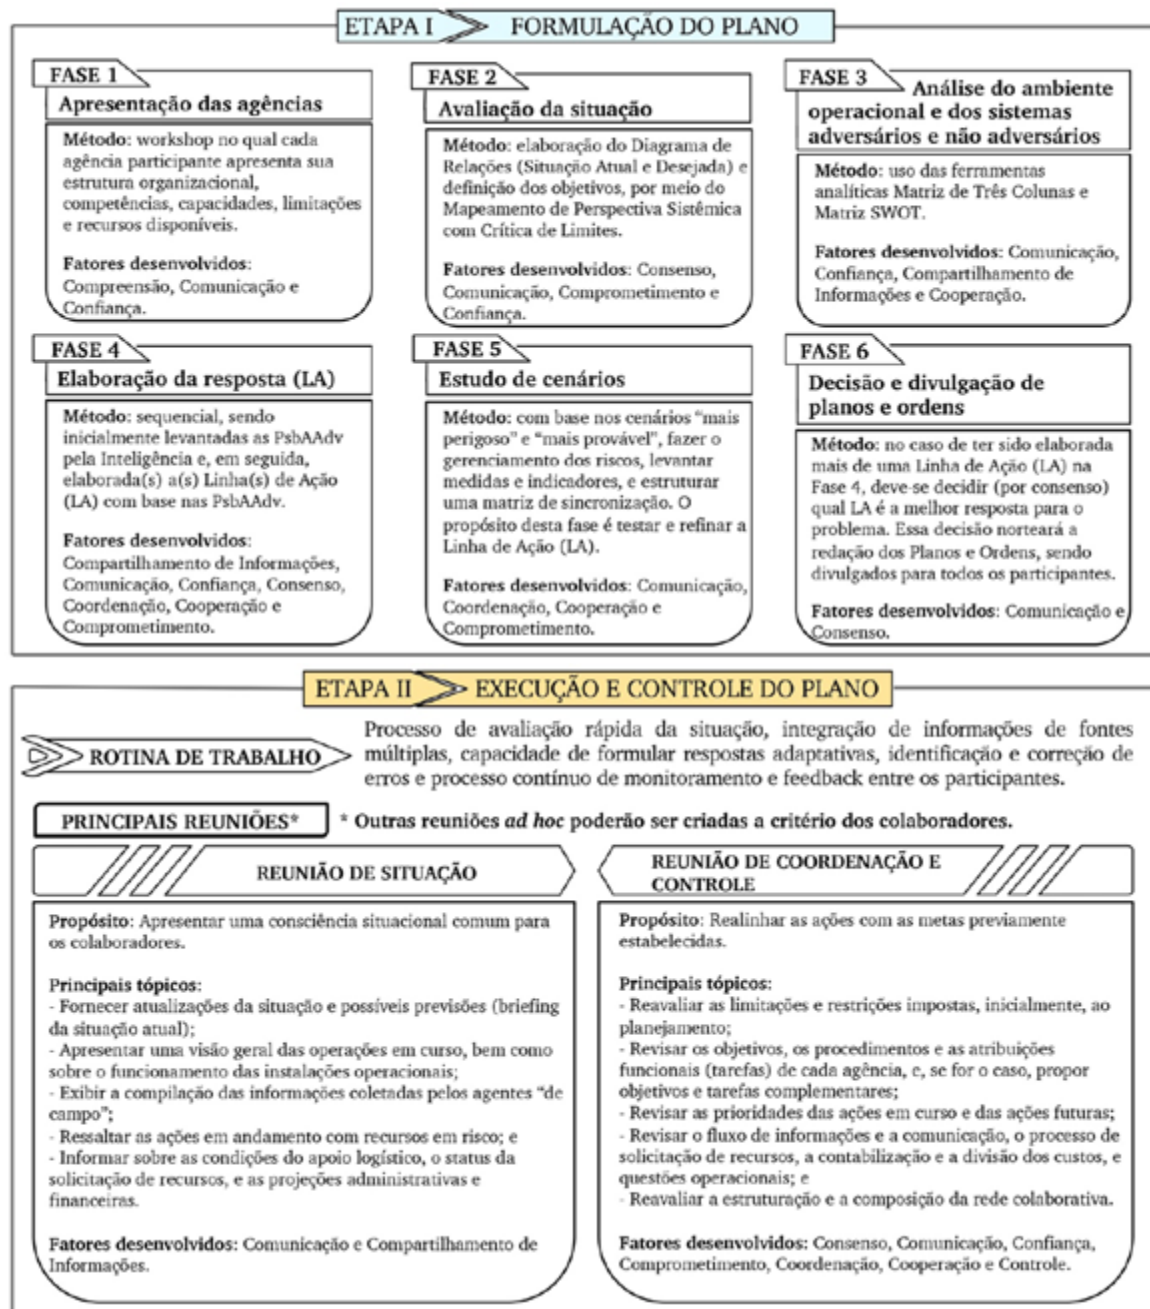 ETAPA I FORMULAÇÃO DO PLANO
FASE 1
Apresentação das agências
Método: workshop no qual cada
agência participante apresenta sua
estrutura organizacional,
competências, capacidades, limitações
e recursos disponíveis.
Fatores desenvolvidos:
Compreensão, Comunicação e
Confiança.
FASE 2
Avaliação da situação
Método: elaboração do Diagrama de
Relações (Situação Atual e Desejada) e
definição dos objetivos, por meio do
Mapeamento de Perspectiva Sistêmica
com Crítica de Limites.
Fatores desenvolvidos: Consenso,
Comunicação, Comprometimento e
Confiança.
FASE 3
Análise do ambiente
operacional e dos sistemas
adversários e não adversários
Método: uso das ferramentas
analíticas Matriz de Três Colunas e
Matriz SWOT.
Fatores desenvolvidos: Comunicação,
Confiança, Compartilhamento de
Informações e Cooperação.
FASE 4
Elaboração da resposta (LA)
Método: sequencial, sendo
inicialmente levantadas as PsbAAdv
pela Inteligência e, em seguida,
elaborada(s) a(s) Linha(s) de Ação
(LA) com base nas PsbAAdv.
Fatores desenvolvidos:
Compartilhamento de Informações,
Comunicação, Confiança, Consenso,
Coordenação, Cooperação e
Comprometimento.
FASE 5
Estudo de cenários
Método: com base nos cenários “mais
perigoso” e “mais provável”, fazer o
gerenciamento dos riscos, levantar
medidas e indicadores, e estruturar
uma matriz de sincronização. O
propósito desta fase é testar e refinar a
Linha de Ação (LA).
Fatores desenvolvidos: Comunicação,
Coordenação, Cooperação e
Comprometimento.
FASE 6
Decisão e divulgação de
planos e ordens
Método: no caso de ter sido elaborada
mais de uma Linha de Ação (LA) na
Fase 4, deve-se decidir (por consenso)
qual LA é a melhor resposta para o
problema. Essa decisão norteará a
redação dos Planos e Ordens, sendo
divulgados para todos os participantes.
Fatores desenvolvidos: Comunicação e
Consenso.
ETAPA II EXECUÇÃO E CONTROLE DO PLANO
ROTINA DE TRABALHO
Processo de avaliação rápida da situação, integração de informações de fontes
múltiplas, capacidade de formular respostas adaptativas, identificação e correção de
erros e processo contínuo de monitoramento e feedback entre os participantes.
PRINCIPAIS REUNIÕES*
* Outras reuniões ad hoc poderão ser criadas a critério dos colaboradores.
REUNIÃO DE SITUAÇÃO
Propósito: Apresentar uma consciência situacional comum para
os colaboradores.
Principais tópicos:
- Fornecer atualizações da situação e possíveis previsões (briefing
da situação atual);
- Apresentar uma visão geral das operações em curso, bem como
sobre o funcionamento das instalações operacionais;
- Exibir a compilação das informações coletadas pelos agentes “de
campo”;
- Ressaltar as ações em andamento com recursos em risco; e
- Informar sobre as condições do apoio logístico, o status da
solicitação de recursos, e as projeções administrativas e
financeiras.
Fatores desenvolvidos: Comunicação e Compartilhamento de
Informações.
REUNIÃO DE COORDENAÇÃO E
CONTROLE
Propósito: Realinhar as ações com as metas previamente
estabelecidas.
Principais tópicos:
- Reavaliar as limitações e restrições impostas, inicialmente, ao
planejamento;
- Revisar os objetivos, os procedimentos e as atribuições
funcionais (tarefas) de cada agência, e, se for o caso, propor
objetivos e tarefas complementares;
- Revisar as prioridades das ações em curso e das ações futuras;
- Revisar o fluxo de informações e a comunicação, o processo de
solicitação de recursos, a contabilização e a divisão dos custos, e
questões operacionais; e
- Reavaliar a estruturação e a composição da rede colaborativa.
Fatores desenvolvidos: Consenso, Comunicação, Confiança,
Comprometimento, Coordenação, Cooperação e Controle.